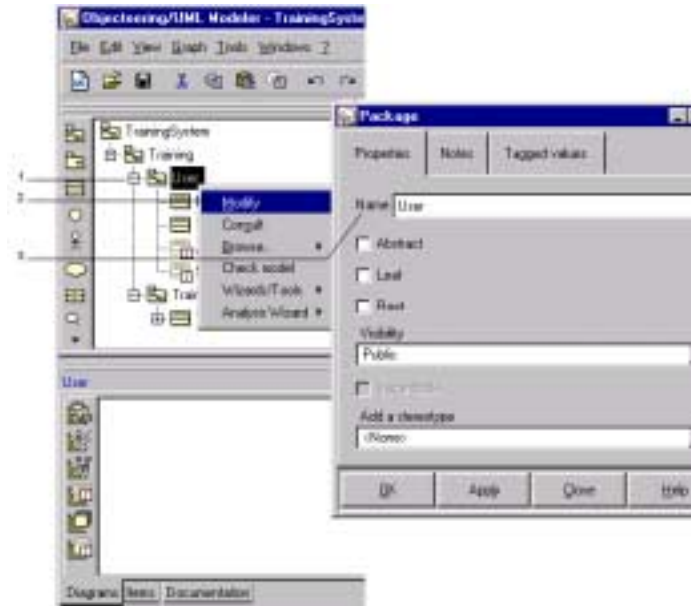 Objecteering/UML Modeler - TrainingSystem
File Edit View Graph Tools Windows ?
TrainingSystem
Training
User
Modify
Consult
Browse...
Check model
Wizards/Tools
Analysis Wizard
1
2
3
Package
Properties Notes Tagged values
Name User
Abstract
Leaf
Root
Visibility
Public
Add a stereotype
<None>
OK Apply Close Help
User
Diagrams Items Documentation